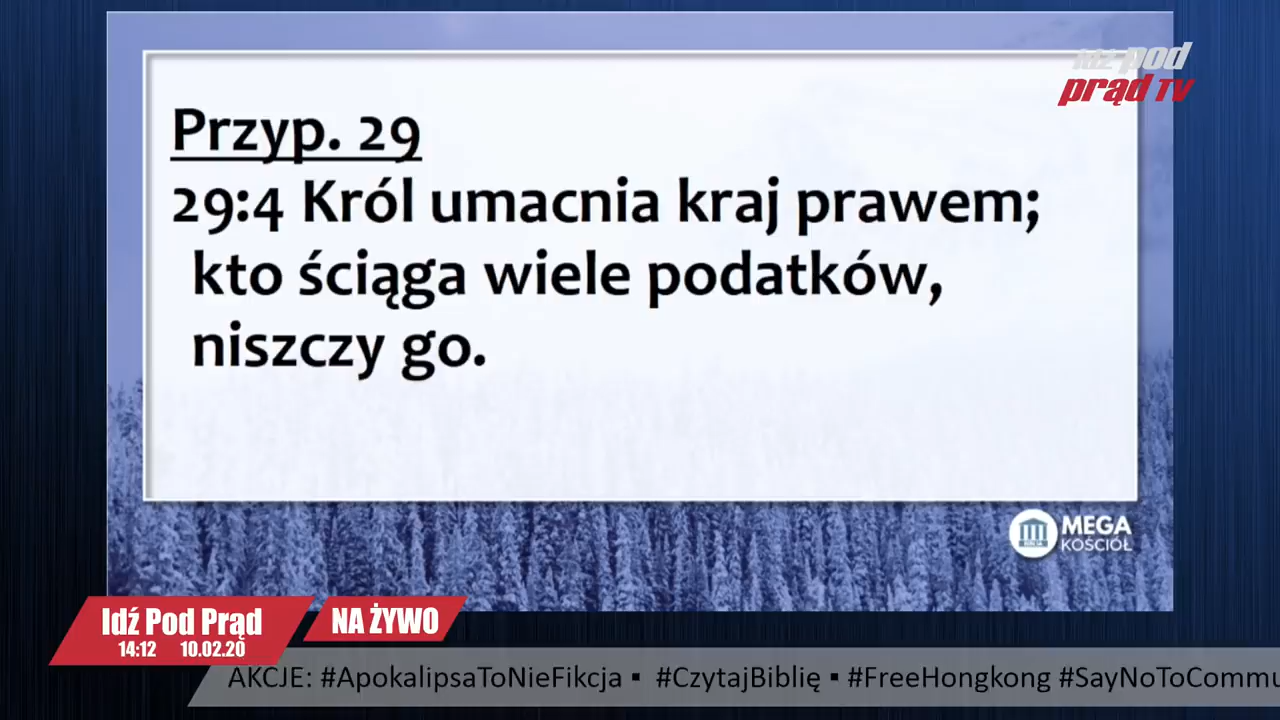 idź pod
prąd TV
Przyp. 29
29:4 Król umacnia kraj prawem;
kto ściąga wiele podatków,
niszczy go.
MEGA
KOŚCIÓŁ
Idź Pod Prąd
14:12 10.02.20
NA ŻYWO
AKCJE: #ApokalipsaToNieFikcja ▪ #CzytajBiblię ▪ #FreeHongkong #SayNoToCommu